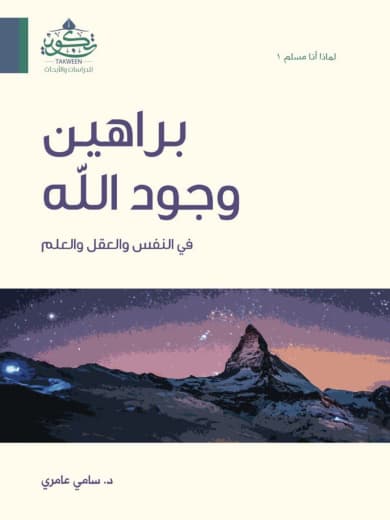 تكوين
TAKWEEN
للدراسات والأبحاث
لماذا أنا مسلم ١
براهين
وجود الله
في النفس والعقل والعلم
د. سامي عامري